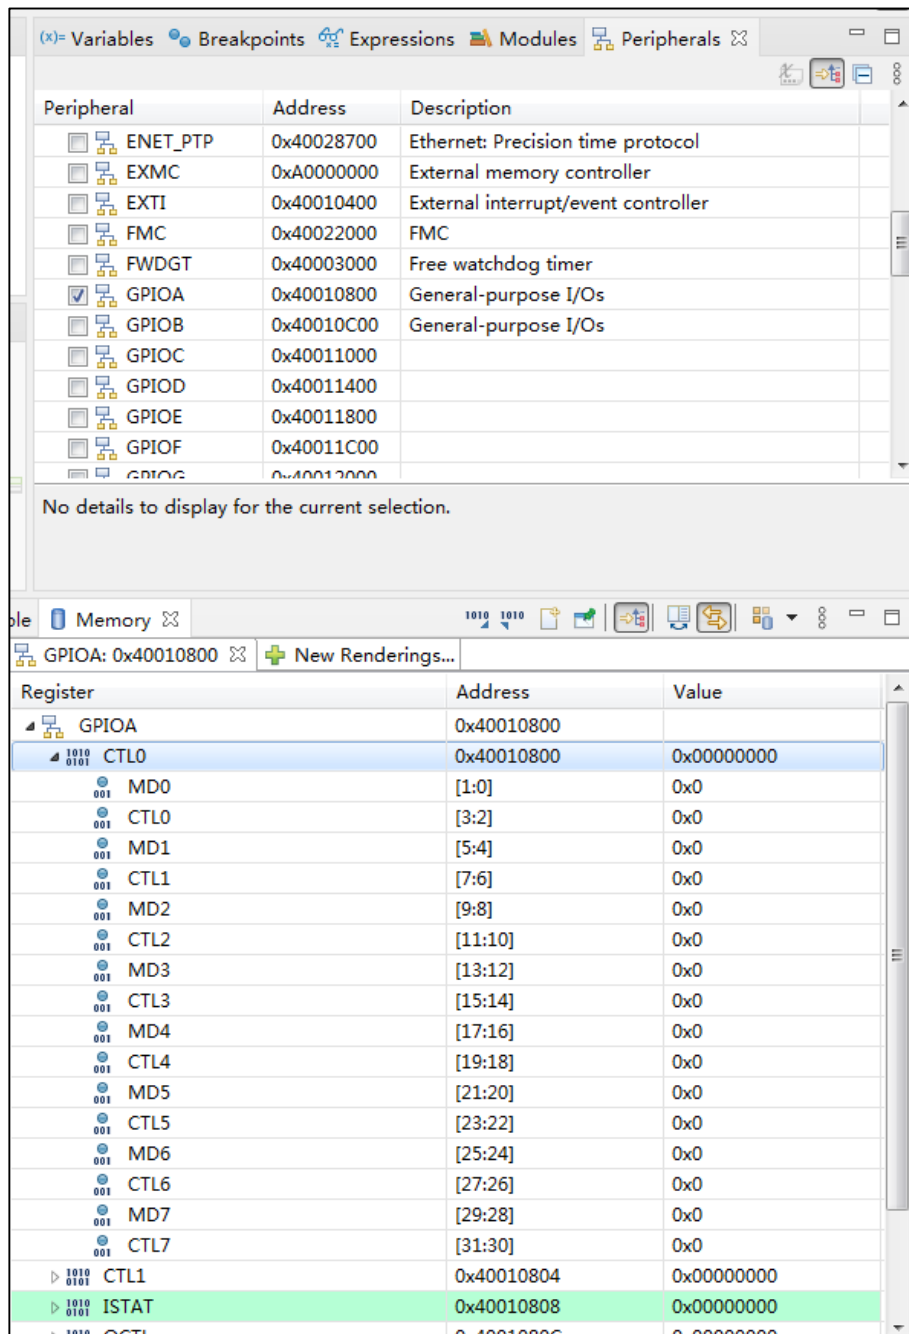 (x)= Variables Breakpoints Expressions Modules Peripherals
Peripheral Address Description
ENET_PTP 0x40028700 Ethernet: Precision time protocol
EXMC 0xA0000000 External memory controller
EXTI 0x40010400 External interrupt/event controller
FMC 0x40022000 FMC
FWDGT 0x40003000 Free watchdog timer
GPIOA 0x40010800 General-purpose I/Os
GPIOB 0x40010C00 General-purpose I/Os
GPIOC 0x40011000
GPIOD 0x40011400
GPIOE 0x40011800
GPIOF 0x40011C00
GPIOG 0x40012000
No details to display for the current selection.
ole Memory
GPIOA: 0x40010800 New Renderings...
Register Address Value
GPIOA 0x40010800
CTL0 0x40010800 0x00000000
MD0 [1:0] 0x0
CTL0 [3:2] 0x0
MD1 [5:4] 0x0
CTL1 [7:6] 0x0
MD2 [9:8] 0x0
CTL2 [11:10] 0x0
MD3 [13:12] 0x0
CTL3 [15:14] 0x0
MD4 [17:16] 0x0
CTL4 [19:18] 0x0
MD5 [21:20] 0x0
CTL5 [23:22] 0x0
MD6 [25:24] 0x0
CTL6 [27:26] 0x0
MD7 [29:28] 0x0
CTL7 [31:30] 0x0
CTL1 0x40010804 0x00000000
ISTAT 0x40010808 0x00000000